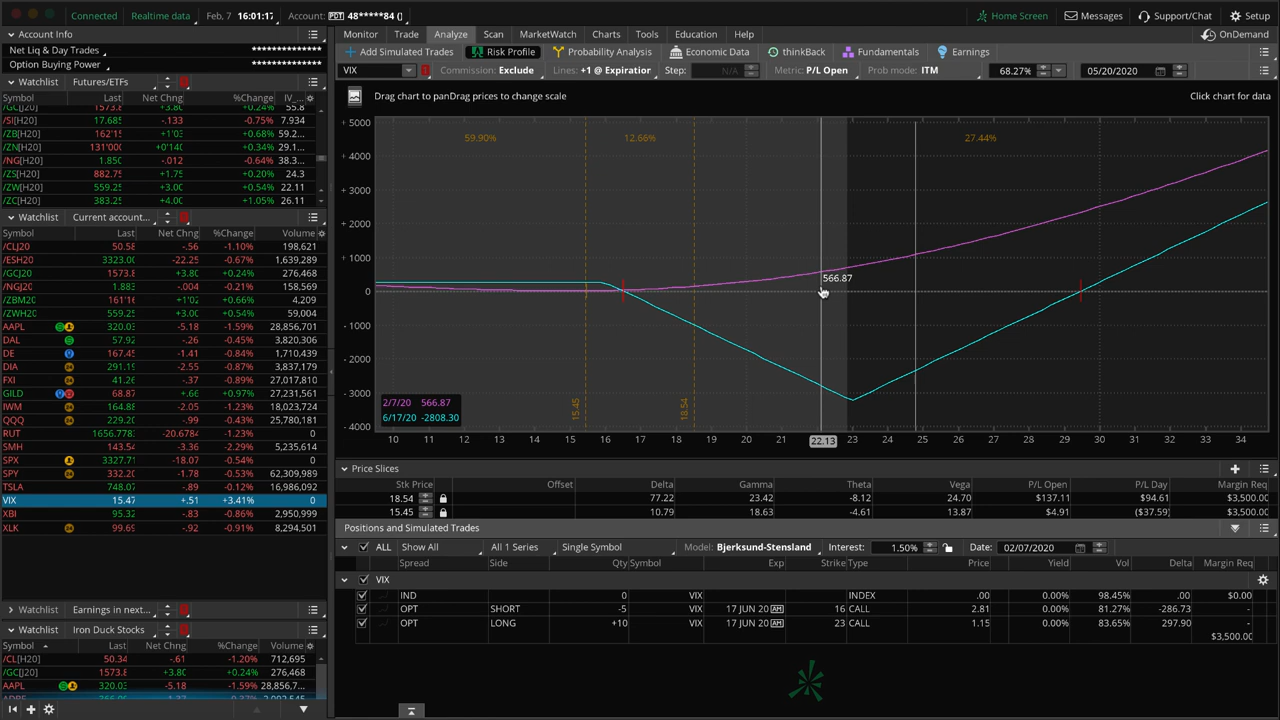 Connected Realtime data Feb, 7 16:01:17 Account: PDT 48*****84 () Home Screen Messages Support/Chat Setup
Account Info
Net Liq & Day Trades **************
Option Buying Power **************
Watchlist Futures/ETFs
Symbol Last Net Chng %Change IV_...
/GC[J20] 1573.8 +3.80 +0.24% 55.8
/SI[H20] 17.685 -.133 -0.75% 7.934
/ZB[H20] 162'15 +1'03 +0.68% 59.2...
/ZN[H20] 131'000 +0'140 +0.34% 29.1...
/NG[H20] 1.850 -.012 -0.64% 38.3...
/ZS[H20] 882.75 +1.75 +0.20% 24.3
/ZW[H20] 559.25 +3.00 +0.54% 22.11
/ZC[H20] 383.25 +4.00 +1.05% 26.11
Watchlist Current account...
Symbol Last Net Chng %Change Volume
/CLJ20 50.58 -.56 -1.10% 198,621
/ESH20 3323.00 -22.25 -0.67% 1,639,289
/GCJ20 1573.8 +3.80 +0.24% 276,468
/NGJ20 1.883 -.004 -0.21% 158,569
/ZBM20 161'16 +1'02 +0.66% 4,209
/ZWH20 559.25 +3.00 +0.54% 59,004
AAPL 320.03 -5.18 -1.59% 28,856,701
DAL 57.92 -.26 -0.45% 3,820,306
DE 167.45 -1.41 -0.84% 1,710,439
DIA 291.19 -2.55 -0.87% 3,837,179
FXI 41.26 -.37 -0.89% 27,017,810
GILD 68.87 +.66 +0.97% 27,231,561
IWM 164.88 -2.05 -1.23% 18,023,724
QQQ 229.20 -.99 -0.43% 25,780,181
RUT 1656.7783 -20.6784 -1.23% 0
SMH 143.54 -3.36 -2.29% 5,235,614
SPX 3327.71 -18.07 -0.54% 0
SPY 332.20 -1.78 -0.53% 62,309,989
TSLA 748.07 -.89 -0.12% 16,986,092
VIX 15.47 +.51 +3.41% 0
XBI 95.32 -.83 -0.86% 2,950,999
XLK 99.69 -.92 -0.91% 8,294,501
Watchlist Earnings in next...
Watchlist Iron Duck Stocks
Symbol Last Net Chng %Change Volume
/CL[H20] 50.34 -.61 -1.20% 712,695
/GC[J20] 1573.8 +3.80 +0.24% 276,468
AAPL 320.03 -5.18 -1.59% 28,856,7...
Monitor Trade Analyze Scan MarketWatch Charts Tools Education Help
Add Simulated Trades Risk Profile Probability Analysis Economic Data thinkBack Fundamentals Earnings OnDemand
VIX Commission: Exclude Lines: +1 @ Expiration Step: N/A Metric: P/L Open Prob mode: ITM 68.27% 05/20/2020
Drag chart to panDrag prices to change scale Click chart for data
59.90% 12.66% 27.44%
+ 5000
+ 4000
+ 3000
+ 2000
+ 1000
0
- 1000
- 2000
- 3000
- 4000
566.87
15.45 18.54
2/7/20 566.87
6/17/20 -2808.30
10 11 12 13 14 15 16 17 18 19 20 21 22.13 23 24 25 26 27 28 29 30 31 32 33 34
Price Slices
Stk Price Offset Delta Gamma Theta Vega P/L Open P/L Day Margin Req
18.54 77.22 23.42 -8.12 24.70 $137.11 $94.61 $3,500.00
15.45 10.79 18.63 -4.61 13.87 $4.91 ($37.59) $3,500.00
Positions and Simulated Trades
ALL Show All All 1 Series Single Symbol Model: Bjerksund-Stensland Interest: 1.50% Date: 02/07/2020
Spread Side Qty Symbol Exp Strike Type Price Yield Vol Delta Margin Req
VIX
IND 0 VIX INDEX .00 0.00% 98.45% .00 $0.00
OPT SHORT -5 VIX 17 JUN 20 AM 16 CALL 2.81 0.00% 81.27% -286.73 -
OPT LONG +10 VIX 17 JUN 20 AM 23 CALL 1.15 0.00% 83.65% 297.90 -
$3,500.00